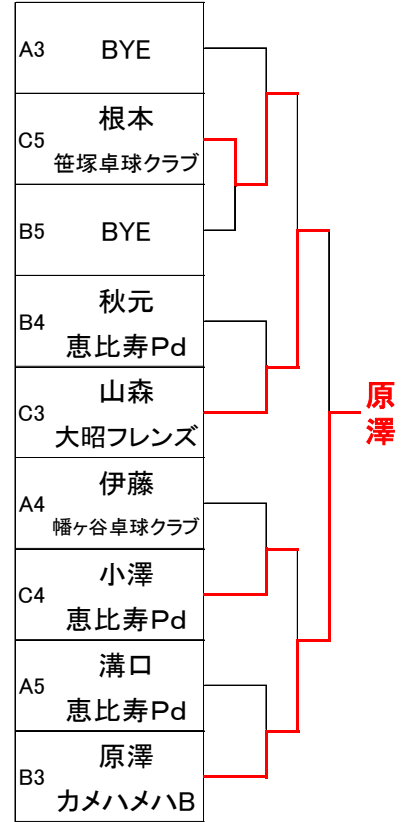 A3 BYE
C5 根本
笹塚卓球クラブ
B5 BYE
B4 秋元
恵比寿Pd
C3 山森
大昭フレンズ
A4 伊藤
幡ヶ谷卓球クラブ
C4 小澤
恵比寿Pd
A5 溝口
恵比寿Pd
B3 原澤
カメハメハB
原澤